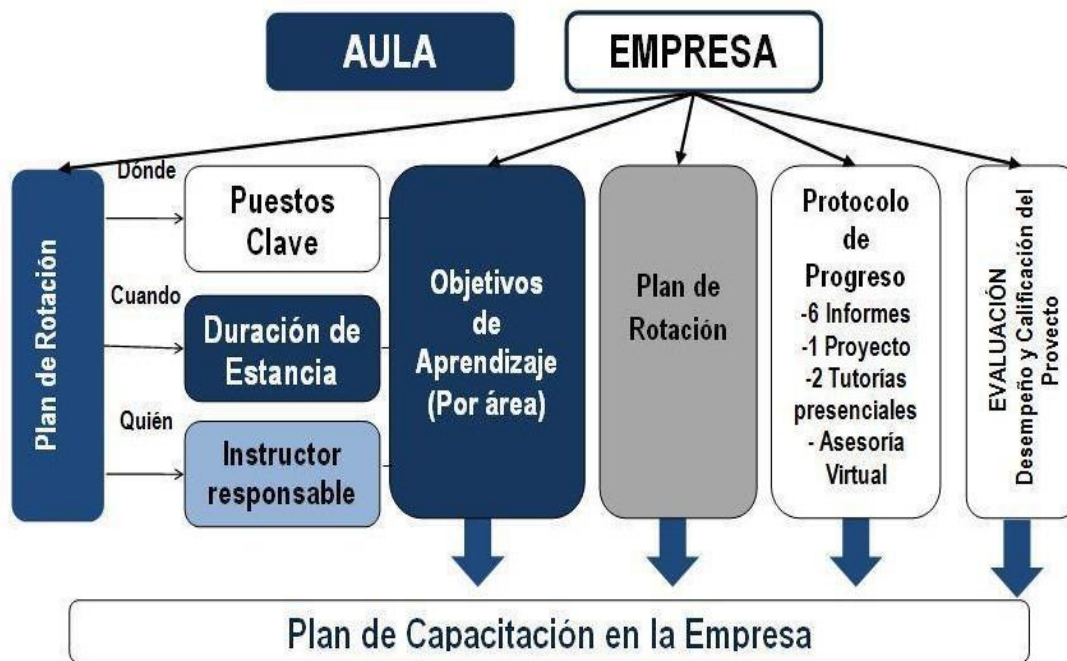 AULA
EMPRESA
Plan de Rotación
Dónde
Puestos
Clave
Cuando
Duración de
Estancia
Quién
Instructor
responsable
Objetivos
de
Aprendizaje
(Por área)
Plan de
Rotación
Protocolo
de
Progreso
-6 Informes
-1 Proyecto
-2 Tutorías
presenciales
- Asesoría
Virtual
EVALUACIÓN
Desempeño y Calificación del
Proyecto
Plan de Capacitación en la Empresa